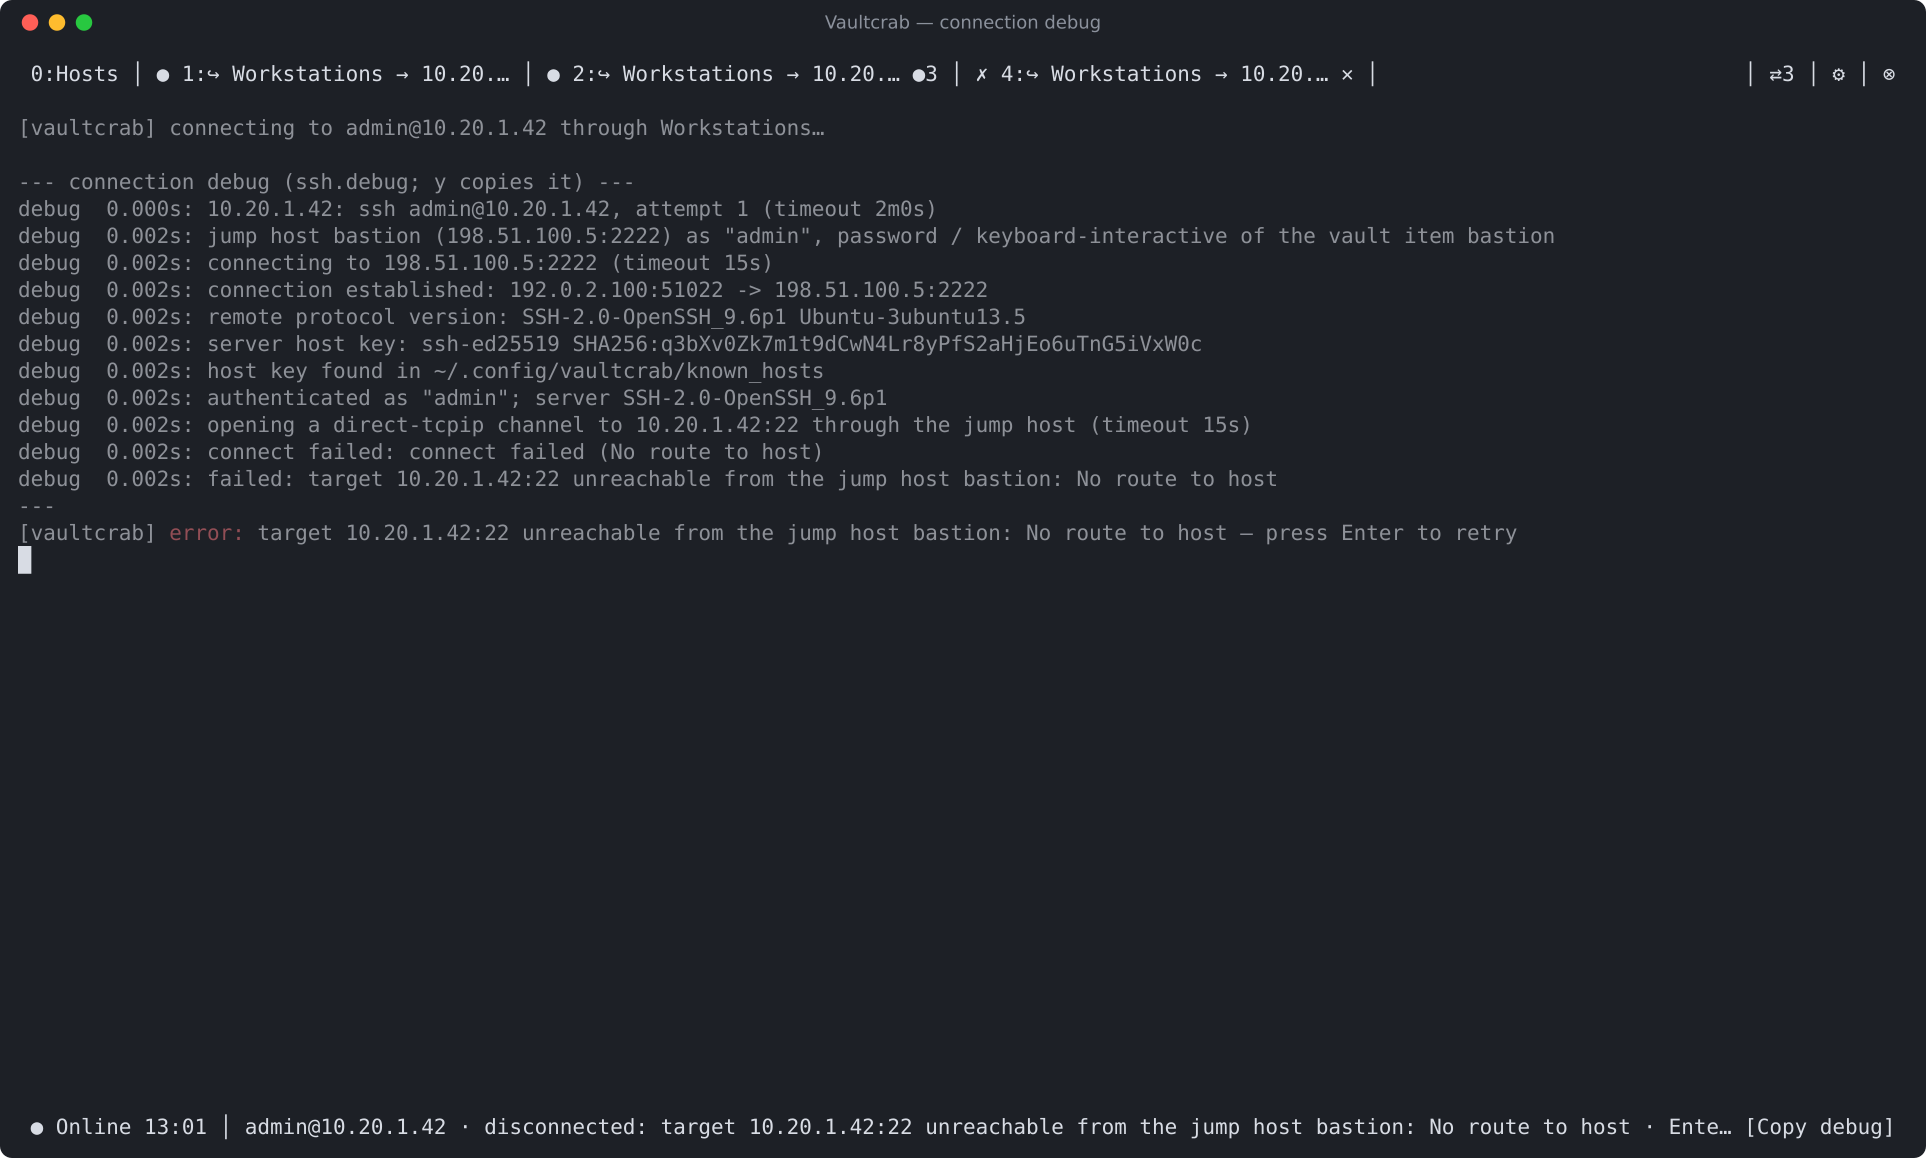 Vaultcrab — connection debug
0:Hosts │ ● 1:↪ Workstations → 10.20.… │ ● 2:↪ Workstations → 10.20.… ●3 │ ✗ 4:↪ Workstations → 10.20.… × │ │ ⇄3 │ ⚙ │ ⊗
[vaultcrab] connecting to admin@10.20.1.42 through Workstations…
--- connection debug (ssh.debug; y copies it) ---
debug  0.000s: 10.20.1.42: ssh admin@10.20.1.42, attempt 1 (timeout 2m0s)
debug  0.002s: jump host bastion (198.51.100.5:2222) as "admin", password / keyboard-interactive of the vault item bastion
debug  0.002s: connecting to 198.51.100.5:2222 (timeout 15s)
debug  0.002s: connection established: 192.0.2.100:51022 -> 198.51.100.5:2222
debug  0.002s: remote protocol version: SSH-2.0-OpenSSH_9.6p1 Ubuntu-3ubuntu13.5
debug  0.002s: server host key: ssh-ed25519 SHA256:q3bXv0Zk7m1t9dCwN4Lr8yPfS2aHjEo6uTnG5iVxW0c
debug  0.002s: host key found in ~/.config/vaultcrab/known_hosts
debug  0.002s: authenticated as "admin"; server SSH-2.0-OpenSSH_9.6p1
debug  0.002s: opening a direct-tcpip channel to 10.20.1.42:22 through the jump host (timeout 15s)
debug  0.002s: connect failed: connect failed (No route to host)
debug  0.002s: failed: target 10.20.1.42:22 unreachable from the jump host bastion: No route to host
---
[vaultcrab] error: target 10.20.1.42:22 unreachable from the jump host bastion: No route to host — press Enter to retry
● Online 13:01 │ admin@10.20.1.42 · disconnected: target 10.20.1.42:22 unreachable from the jump host bastion: No route to host · Ente… [Copy debug]